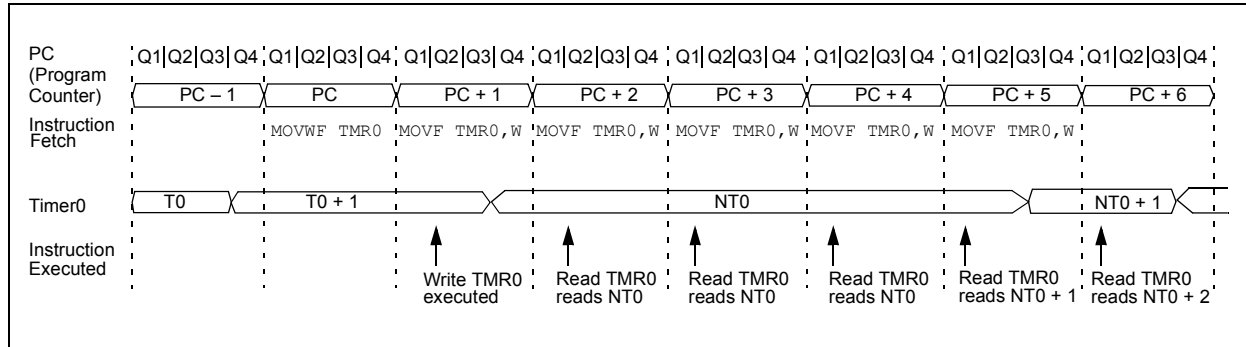 PC
(Program
Counter)
Q1 Q2 Q3 Q4 Q1 Q2 Q3 Q4 Q1 Q2 Q3 Q4 Q1 Q2 Q3 Q4 Q1 Q2 Q3 Q4 Q1 Q2 Q3 Q4 Q1 Q2 Q3 Q4 Q1 Q2 Q3 Q4
PC – 1 PC PC + 1 PC + 2 PC + 3 PC + 4 PC + 5 PC + 6
Instruction
Fetch
MOVWF TMR0 MOVF TMR0,W MOVF TMR0,W MOVF TMR0,W MOVF TMR0,W MOVF TMR0,W
Timer0
T0 T0 + 1 NT0 NT0 + 1
Instruction
Executed
Write TMR0
executed
Read TMR0
reads NT0
Read TMR0
reads NT0
Read TMR0
reads NT0
Read TMR0
reads NT0 + 1
Read TMR0
reads NT0 + 2